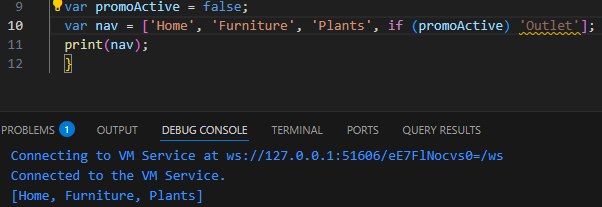 9 var promoActive = false;
10 var nav = ['Home', 'Furniture', 'Plants', if (promoActive) 'Outlet'];
11 print(nav);
12 }
PROBLEMS 1 OUTPUT DEBUG CONSOLE TERMINAL PORTS QUERY RESULTS
Connecting to VM Service at ws://127.0.0.1:51606/eE7FlNocvs0=/ws
Connected to the VM Service.
[Home, Furniture, Plants]